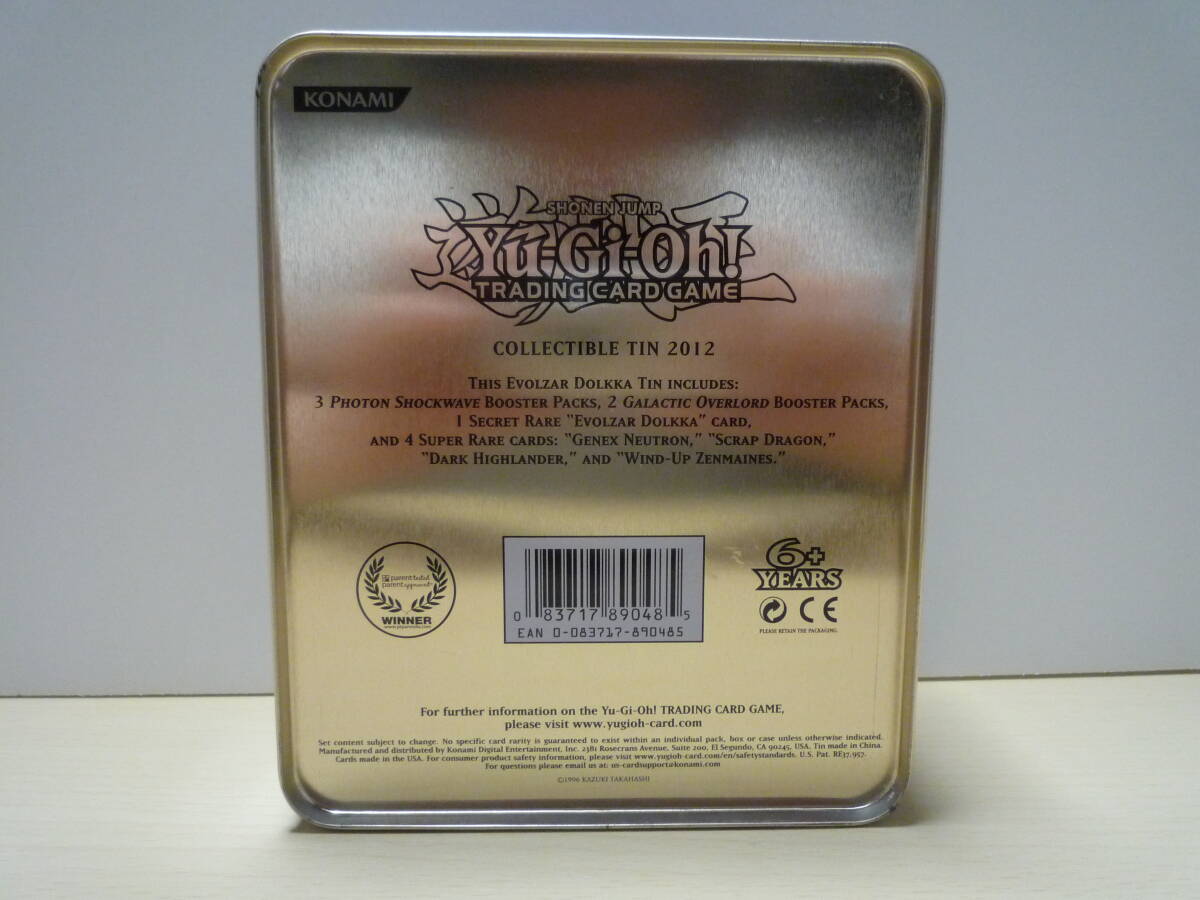 KONAMI
SHONEN JUMP
Yu-Gi-Oh!
TRADING CARD GAME
COLLECTIBLE TIN 2012
THIS EVOLZAR DOLKKA TIN INCLUDES:
3 PHOTON SHOCKWAVE BOOSTER PACKS, 2 GALACTIC OVERLORD BOOSTER PACKS,
1 SECRET RARE "EVOLZAR DOLKKA" CARD,
AND 4 SUPER RARE CARDS: "GENEX NEUTRON," "SCRAP DRAGON,"
"DARK HIGHLANDER," AND "WIND-UP ZENMAINES."
parent tested
parent approved
WINNER
0 83717 89048 5
EAN 0-083717-890485
6+
YEARS
CE
PLEASE RETAIN THE PACKAGING.
For further information on the Yu-Gi-Oh! TRADING CARD GAME,
please visit www.yugioh-card.com
Set content subject to change. No specific card rarity is guaranteed to exist within an individual pack, box or case unless otherwise indicated.
Manufactured and distributed by Konami Digital Entertainment, Inc. 2381 Rosecrans Avenue, Suite 200, El Segundo, CA 90245, USA. Tin made in China.
Cards made in the USA. For consumer product safety information, please visit www.yugioh-card.com/en/safetystandards. U.S. Pat. RE37,957.
For questions please email us at: us-cardsupport@konami.com
©1996 KAZUKI TAKAHASHI